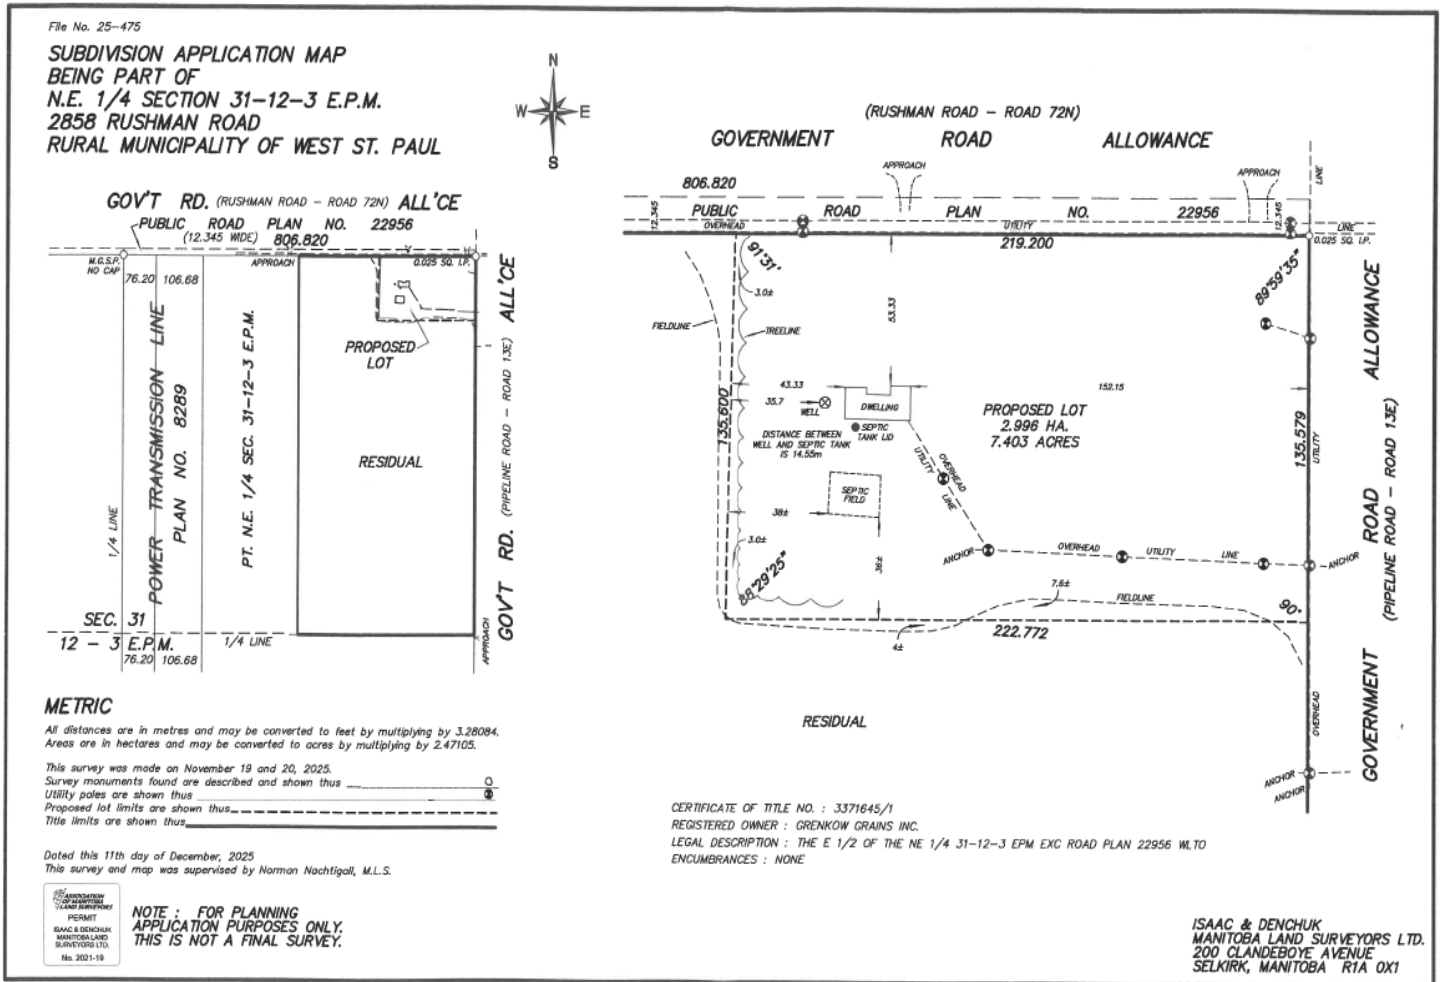 File No. 25-475
SUBDIVISION APPLICATION MAP
BEING PART OF
N.E. 1/4 SECTION 31-12-3 E.P.M.
2858 RUSHMAN ROAD
RURAL MUNICIPALITY OF WEST ST. PAUL
N
W E
S
GOV'T RD. (RUSHMAN ROAD - ROAD 72N) ALL'CE
PUBLIC ROAD PLAN NO. 22956
(12.345 WIDE) 806.820
M.G.S.P.
NO CAP
APPROACH
0.025 SQ. I.P.
76.20 106.68
1/4 LINE
POWER TRANSMISSION LINE
PLAN NO. 8289
PT. N.E. 1/4 SEC. 31-12-3 E.P.M.
PROPOSED
LOT
RESIDUAL
GOV'T RD. (PIPELINE ROAD - ROAD 13E) ALL'CE
APPROACH
SEC. 31
12 - 3 E.P.M.
1/4 LINE
76.20 106.68
(RUSHMAN ROAD - ROAD 72N)
GOVERNMENT ROAD ALLOWANCE
APPROACH
APPROACH
LINE
806.820
12.345
PUBLIC ROAD PLAN NO. 22956
12.345
OVERHEAD UTILITY LINE
219.200
0.025 SQ. I.P.
91°31'
89°59'35"
3.0±
53.33
FIELDLINE
TREELINE
43.33
152.15
35.7
WELL
DWELLING
135.600
SEPTIC
TANK LID
DISTANCE BETWEEN
WELL AND SEPTIC TANK
IS 14.55m
PROPOSED LOT
2.996 HA.
7.403 ACRES
135.579
UTILITY
OVERHEAD
UTILITY
LINE
SEPTIC
FIELD
38±
36±
3.0±
88°29'25"
ANCHOR
OVERHEAD UTILITY LINE
ANCHOR
7.6±
FIELDLINE
90°
4±
222.772
RESIDUAL
OVERHEAD
ANCHOR
ANCHOR
GOVERNMENT ROAD ALLOWANCE
(PIPELINE ROAD - ROAD 13E)
METRIC
All distances are in metres and may be converted to feet by multiplying by 3.28084.
Areas are in hectares and may be converted to acres by multiplying by 2.47105.
This survey was made on November 19 and 20, 2025.
Survey monuments found are described and shown thus
Utility poles are shown thus
Proposed lot limits are shown thus
Title limits are shown thus
Dated this 11th day of December, 2025
This survey and map was supervised by Norman Nachtigall, M.L.S.
CERTIFICATE OF TITLE NO. : 3371645/1
REGISTERED OWNER : GRENKOW GRAINS INC.
LEGAL DESCRIPTION : THE E 1/2 OF THE NE 1/4 31-12-3 EPM EXC ROAD PLAN 22956 WLTO
ENCUMBRANCES : NONE
ASSOCIATION
OF MANITOBA
LAND SURVEYORS
PERMIT
ISAAC & DENCHUK
MANITOBA LAND
SURVEYORS LTD.
No. 2021-19
NOTE : FOR PLANNING
APPLICATION PURPOSES ONLY.
THIS IS NOT A FINAL SURVEY.
ISAAC & DENCHUK
MANITOBA LAND SURVEYORS LTD.
200 CLANDEBOYE AVENUE
SELKIRK, MANITOBA R1A 0X1